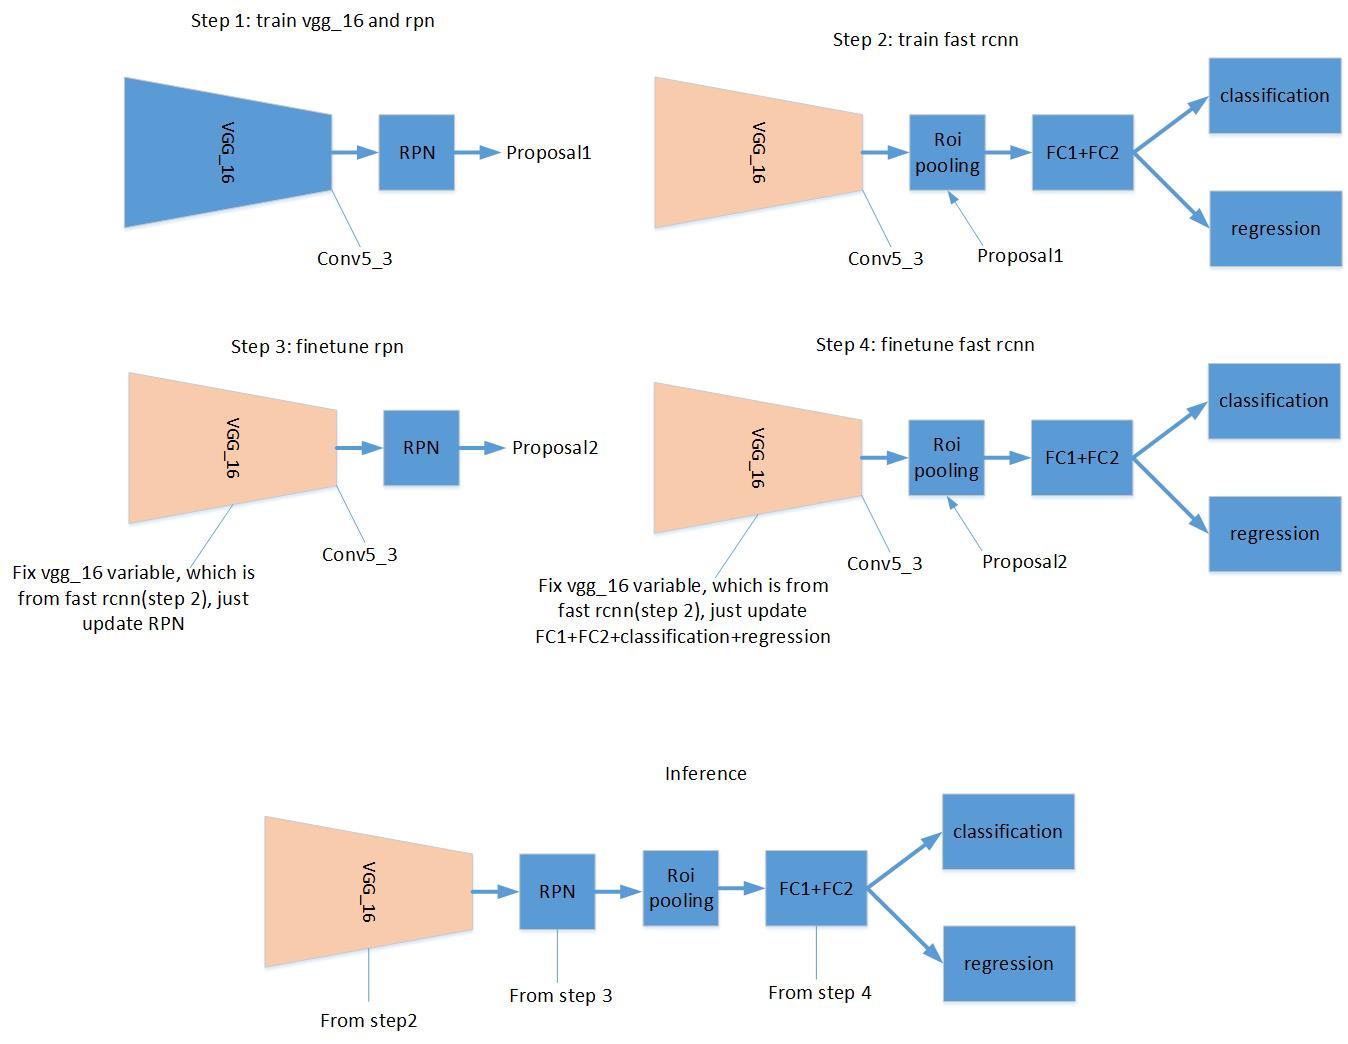 Step 1: train vgg_16 and rpn
VGG_16
RPN
Proposal1
Conv5_3
Step 2: train fast rcnn
VGG_16
Roi
pooling
FC1+FC2
classification
regression
Conv5_3
Proposal1
Step 3: finetune rpn
VGG_16
RPN
Proposal2
Conv5_3
Fix vgg_16 variable, which is
from fast rcnn(step 2), just
update RPN
Step 4: finetune fast rcnn
VGG_16
Roi
pooling
FC1+FC2
classification
regression
Conv5_3
Proposal2
Fix vgg_16 variable, which is from
fast rcnn(step 2), just update
FC1+FC2+classification+regression
Inference
VGG_16
RPN
Roi
pooling
FC1+FC2
classification
regression
From step2
From step 3
From step 4